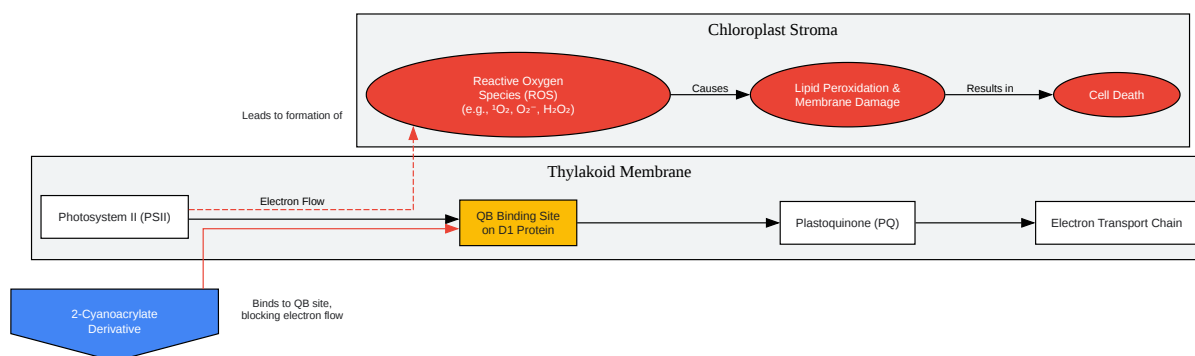 Chloroplast Stroma
Reactive Oxygen
Species (ROS)
(e.g., ¹O₂, O₂⁻, H₂O₂)
Causes
Lipid Peroxidation &
Membrane Damage
Results in
Cell Death
Leads to formation of
Thylakoid Membrane
Photosystem II (PSII)
Electron Flow
QB Binding Site
on D1 Protein
Plastoquinone (PQ)
Electron Transport Chain
2-Cyanoacrylate
Derivative
Binds to QB site,
blocking electron flow